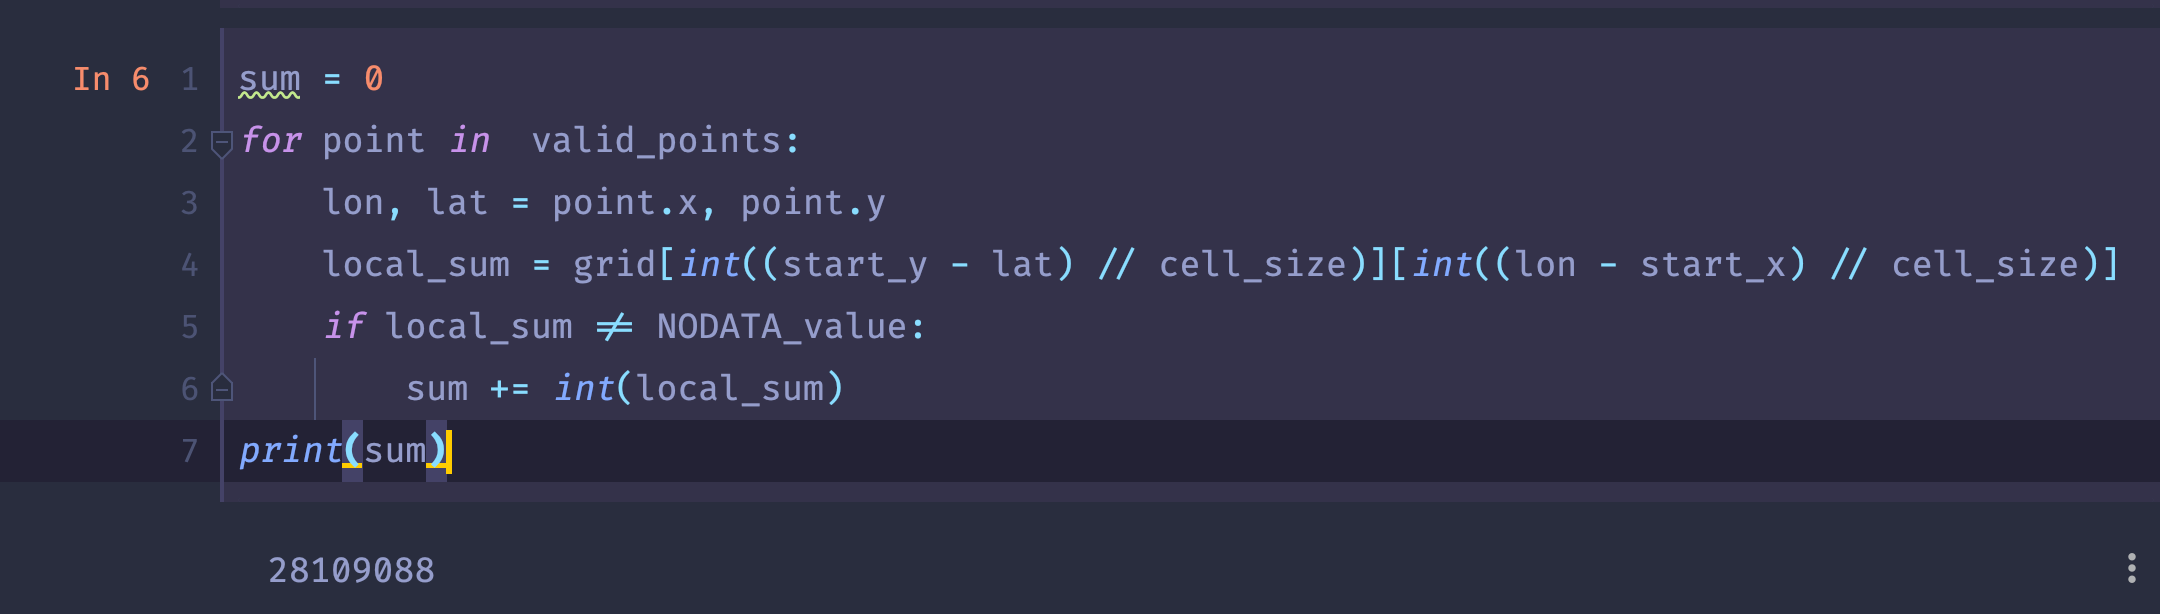 In 6 1 sum = 0
2 for point in  valid_points:
3     lon, lat = point.x, point.y
4     local_sum = grid[int((start_y - lat) // cell_size)][int((lon - start_x) // cell_size)]
5     if local_sum != NODATA_value:
6         sum += int(local_sum)
7 print(sum)
28109088